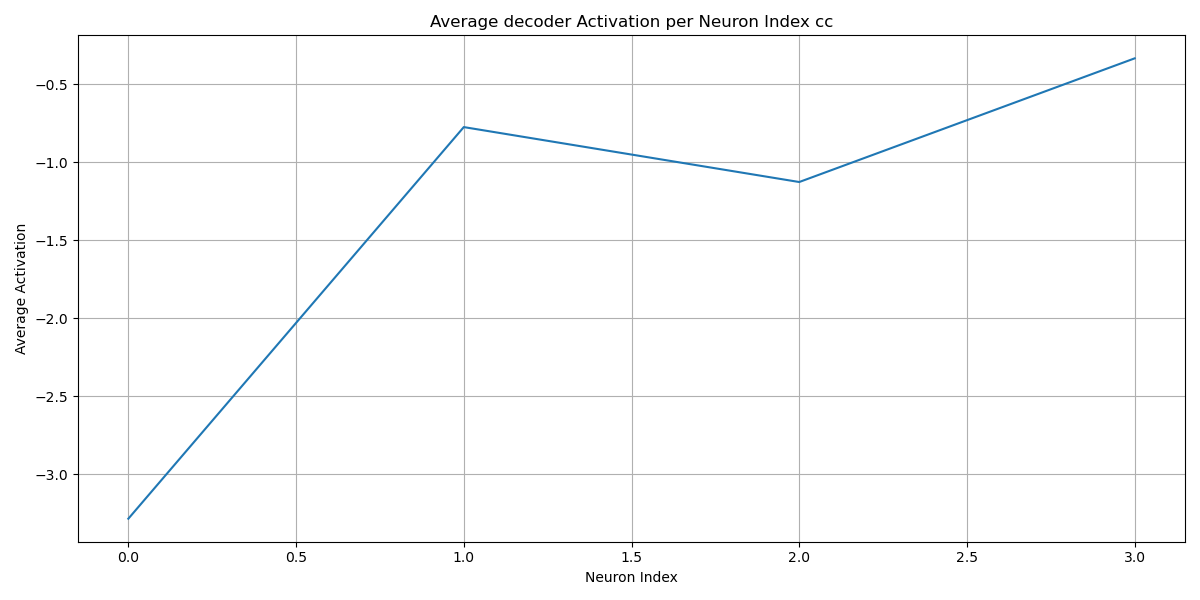 Average decoder Activation per Neuron Index cc
Average Activation
−0.5
−1.0
−1.5
−2.0
−2.5
−3.0
0.0 0.5 1.0 1.5 2.0 2.5 3.0
Neuron Index